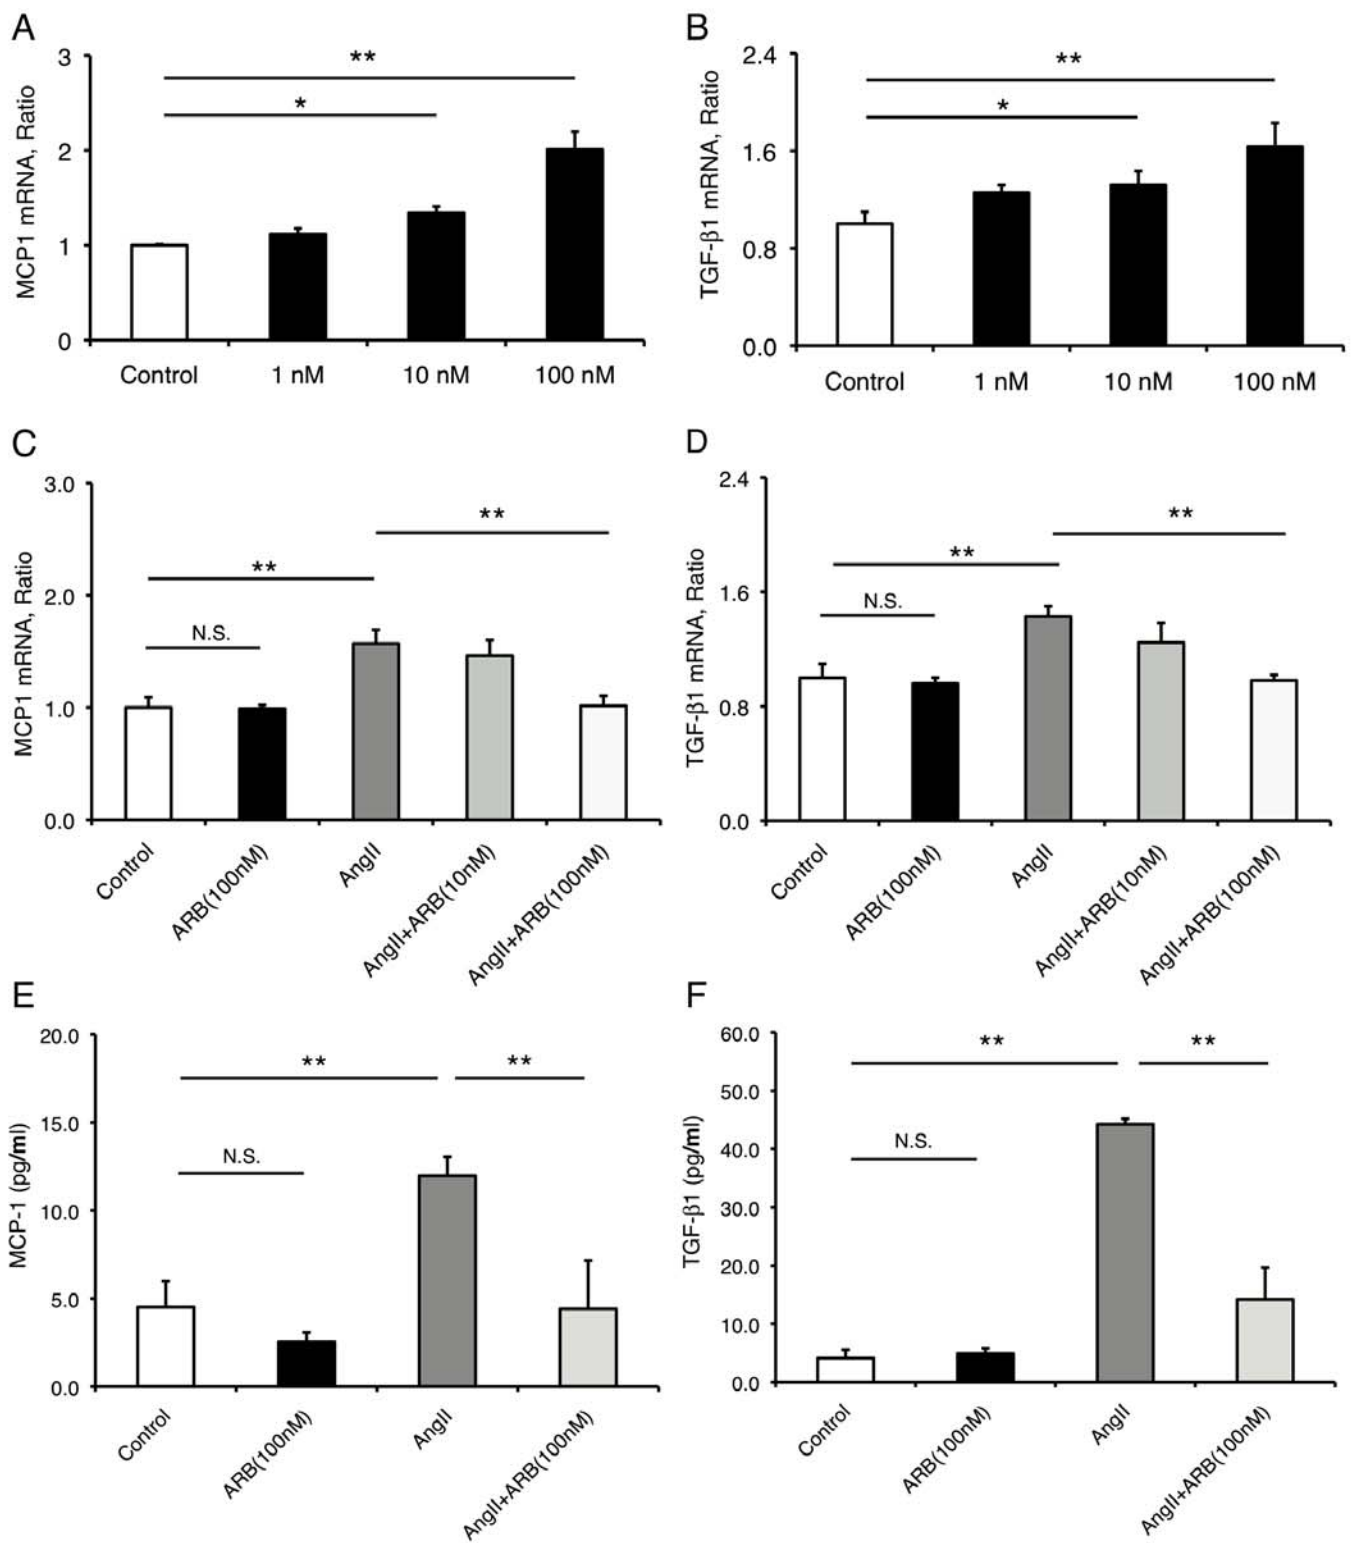 A
MCP1 mRNA, Ratio
3
2
1
0
**
*
Control 1 nM 10 nM 100 nM
B
TGF-β1 mRNA, Ratio
2.4
1.6
0.8
0.0
**
*
Control 1 nM 10 nM 100 nM
C
MCP1 mRNA, Ratio
3.0
2.0
1.0
0.0
**
**
N.S.
Control
ARB(100nM)
AngII
AngII+ARB(10nM)
AngII+ARB(100nM)
D
TGF-β1 mRNA, Ratio
2.4
1.6
0.8
0.0
**
**
N.S.
Control
ARB(100nM)
AngII
AngII+ARB(10nM)
AngII+ARB(100nM)
E
MCP-1 (pg/ml)
20.0
15.0
10.0
5.0
0.0
** **
N.S.
Control
ARB(100nM)
AngII
AngII+ARB(100nM)
F
TGF-β1 (pg/ml)
60.0
50.0
40.0
30.0
20.0
10.0
0.0
** **
N.S.
Control
ARB(100nM)
AngII
AngII+ARB(100nM)